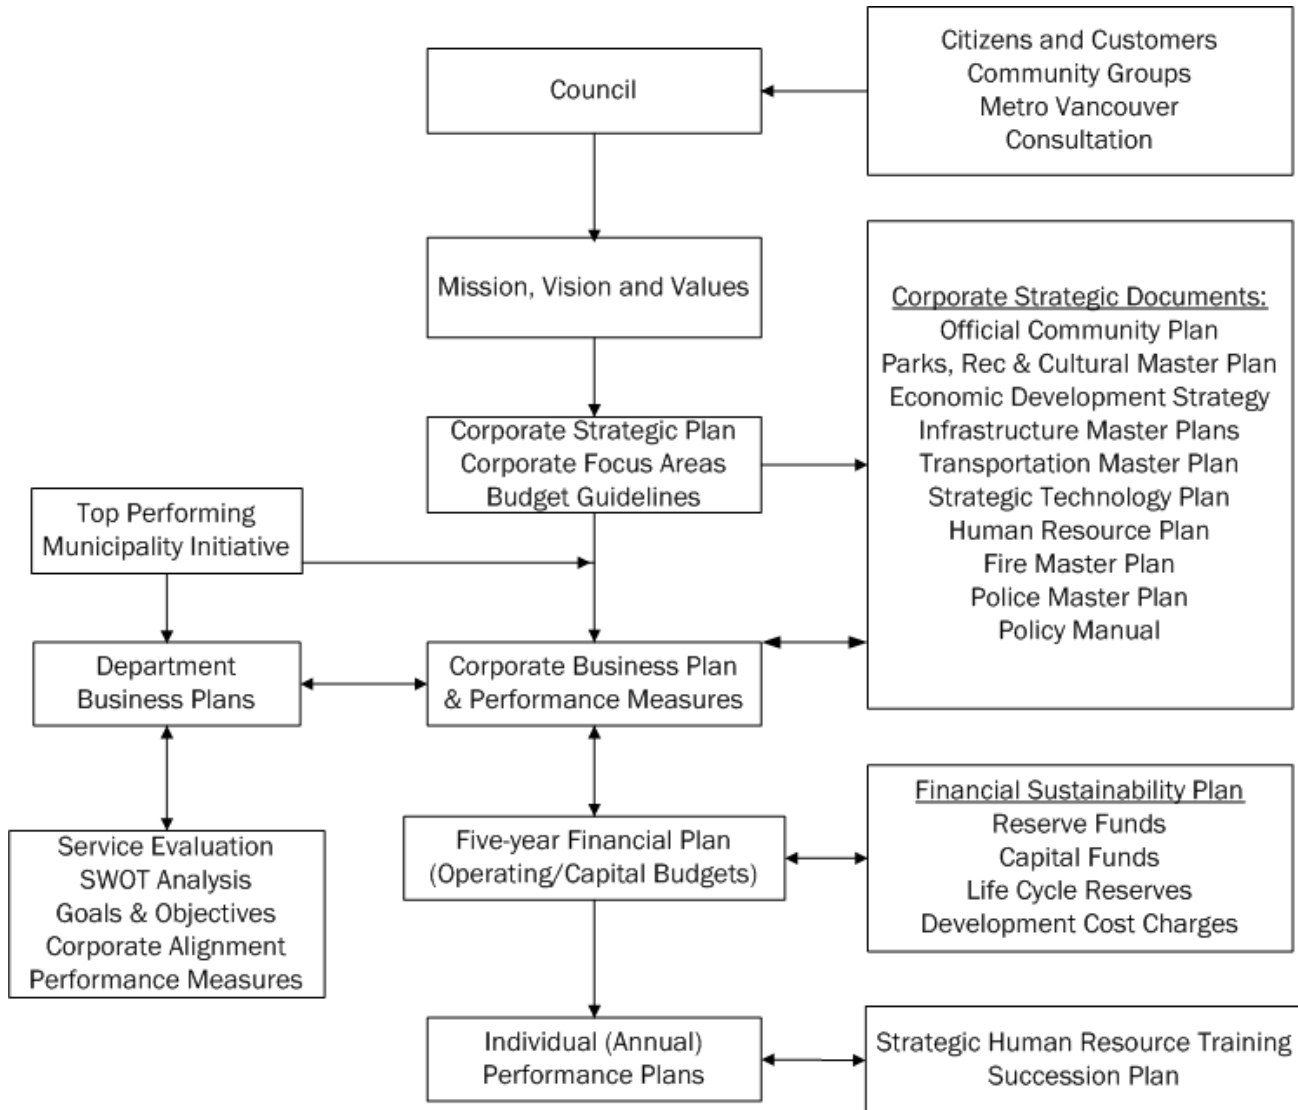 Council
Citizens and Customers
Community Groups
Metro Vancouver
Consultation
Mission, Vision and Values
Corporate Strategic Plan
Corporate Focus Areas
Budget Guidelines
Corporate Strategic Documents:
Official Community Plan
Parks, Rec & Cultural Master Plan
Economic Development Strategy
Infrastructure Master Plans
Transportation Master Plan
Strategic Technology Plan
Human Resource Plan
Fire Master Plan
Police Master Plan
Policy Manual
Top Performing
Municipality Initiative
Department
Business Plans
Corporate Business Plan
& Performance Measures
Service Evaluation
SWOT Analysis
Goals & Objectives
Corporate Alignment
Performance Measures
Five-year Financial Plan
(Operating/Capital Budgets)
Financial Sustainability Plan
Reserve Funds
Capital Funds
Life Cycle Reserves
Development Cost Charges
Individual (Annual)
Performance Plans
Strategic Human Resource Training
Succession Plan